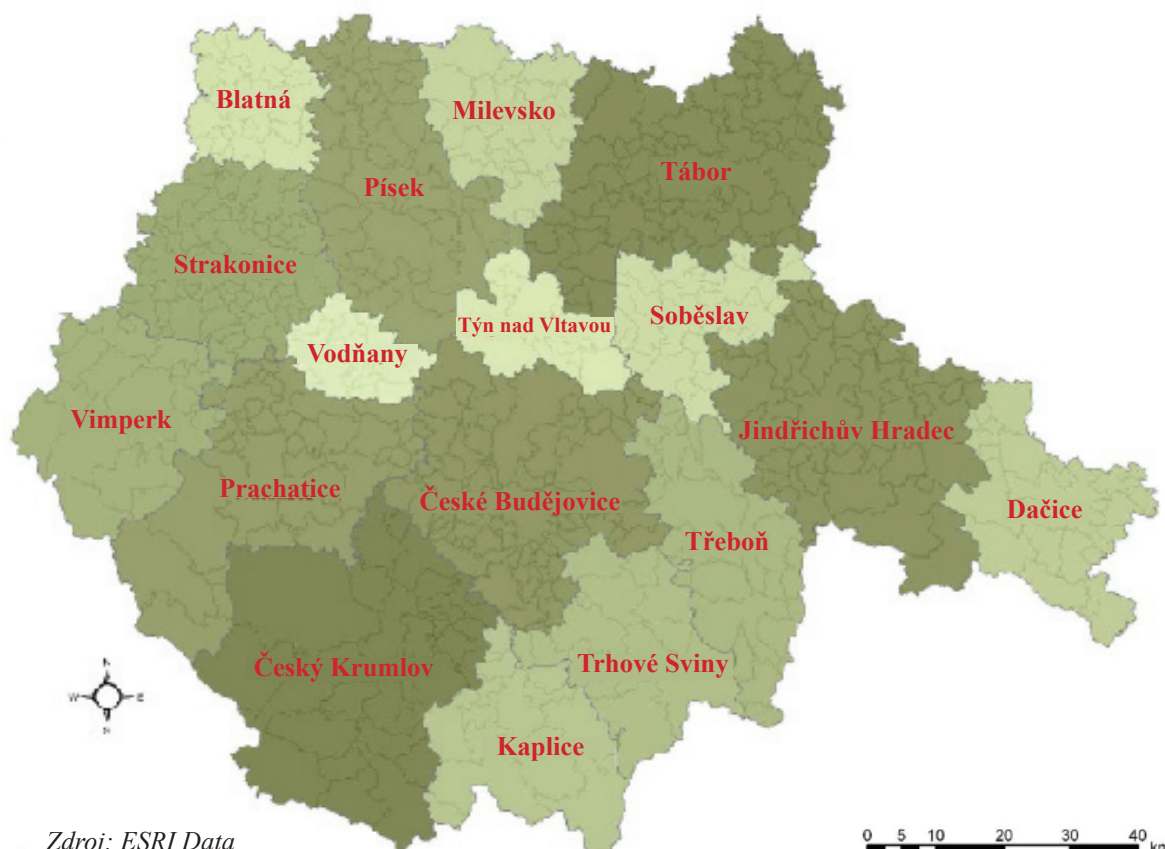 Blatná
Milevsko
Tábor
Písek
Strakonice
Soběslav
Týn nad Vltavou
Vodňany
Vimperk
Jindřichův Hradec
Prachatice
České Budějovice
Dačice
Třeboň
Český Krumlov
Trhové Sviny
Kaplice
N
W E
Zdroj: ESRI Data
0 5 10 20 30 40
km